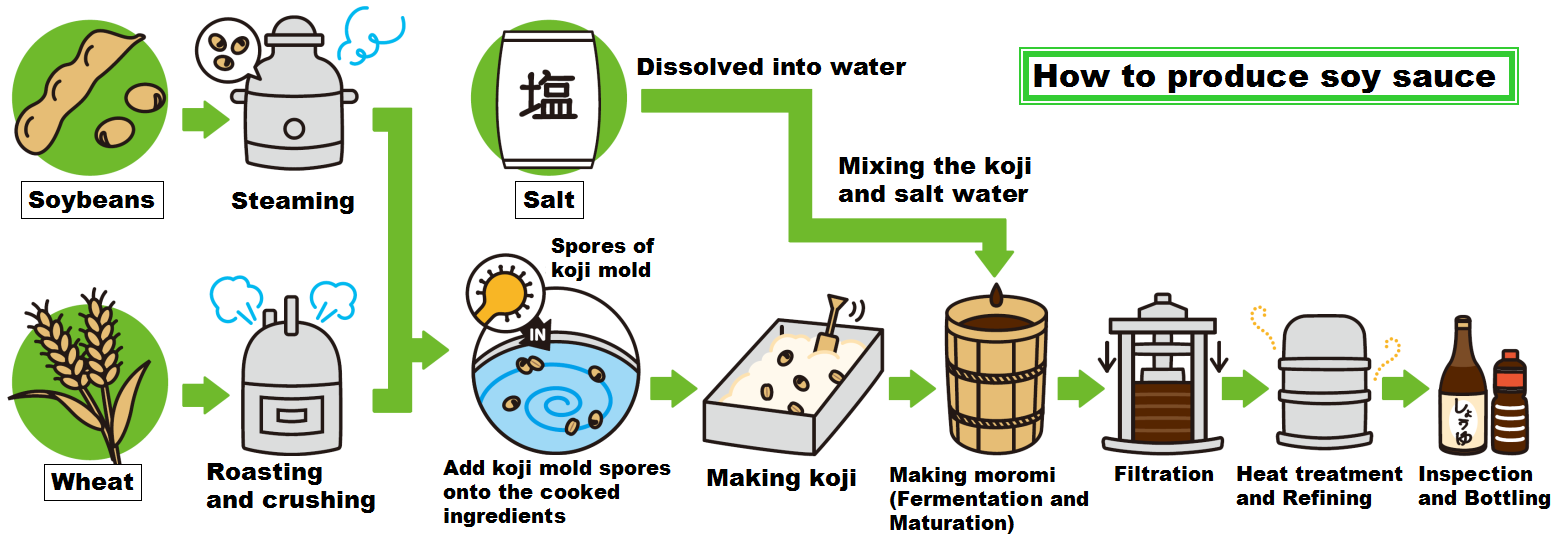 How to produce soy sauce
Soybeans
Steaming
塩
Salt
Dissolved into water
Mixing the koji
and salt water
Wheat
Roasting
and crushing
Spores of
koji mold
IN
Add koji mold spores
onto the cooked
ingredients
Making koji
Making moromi
(Fermentation and
Maturation)
Filtration
Heat treatment
and Refining
しょうゆ
Inspection
and Bottling